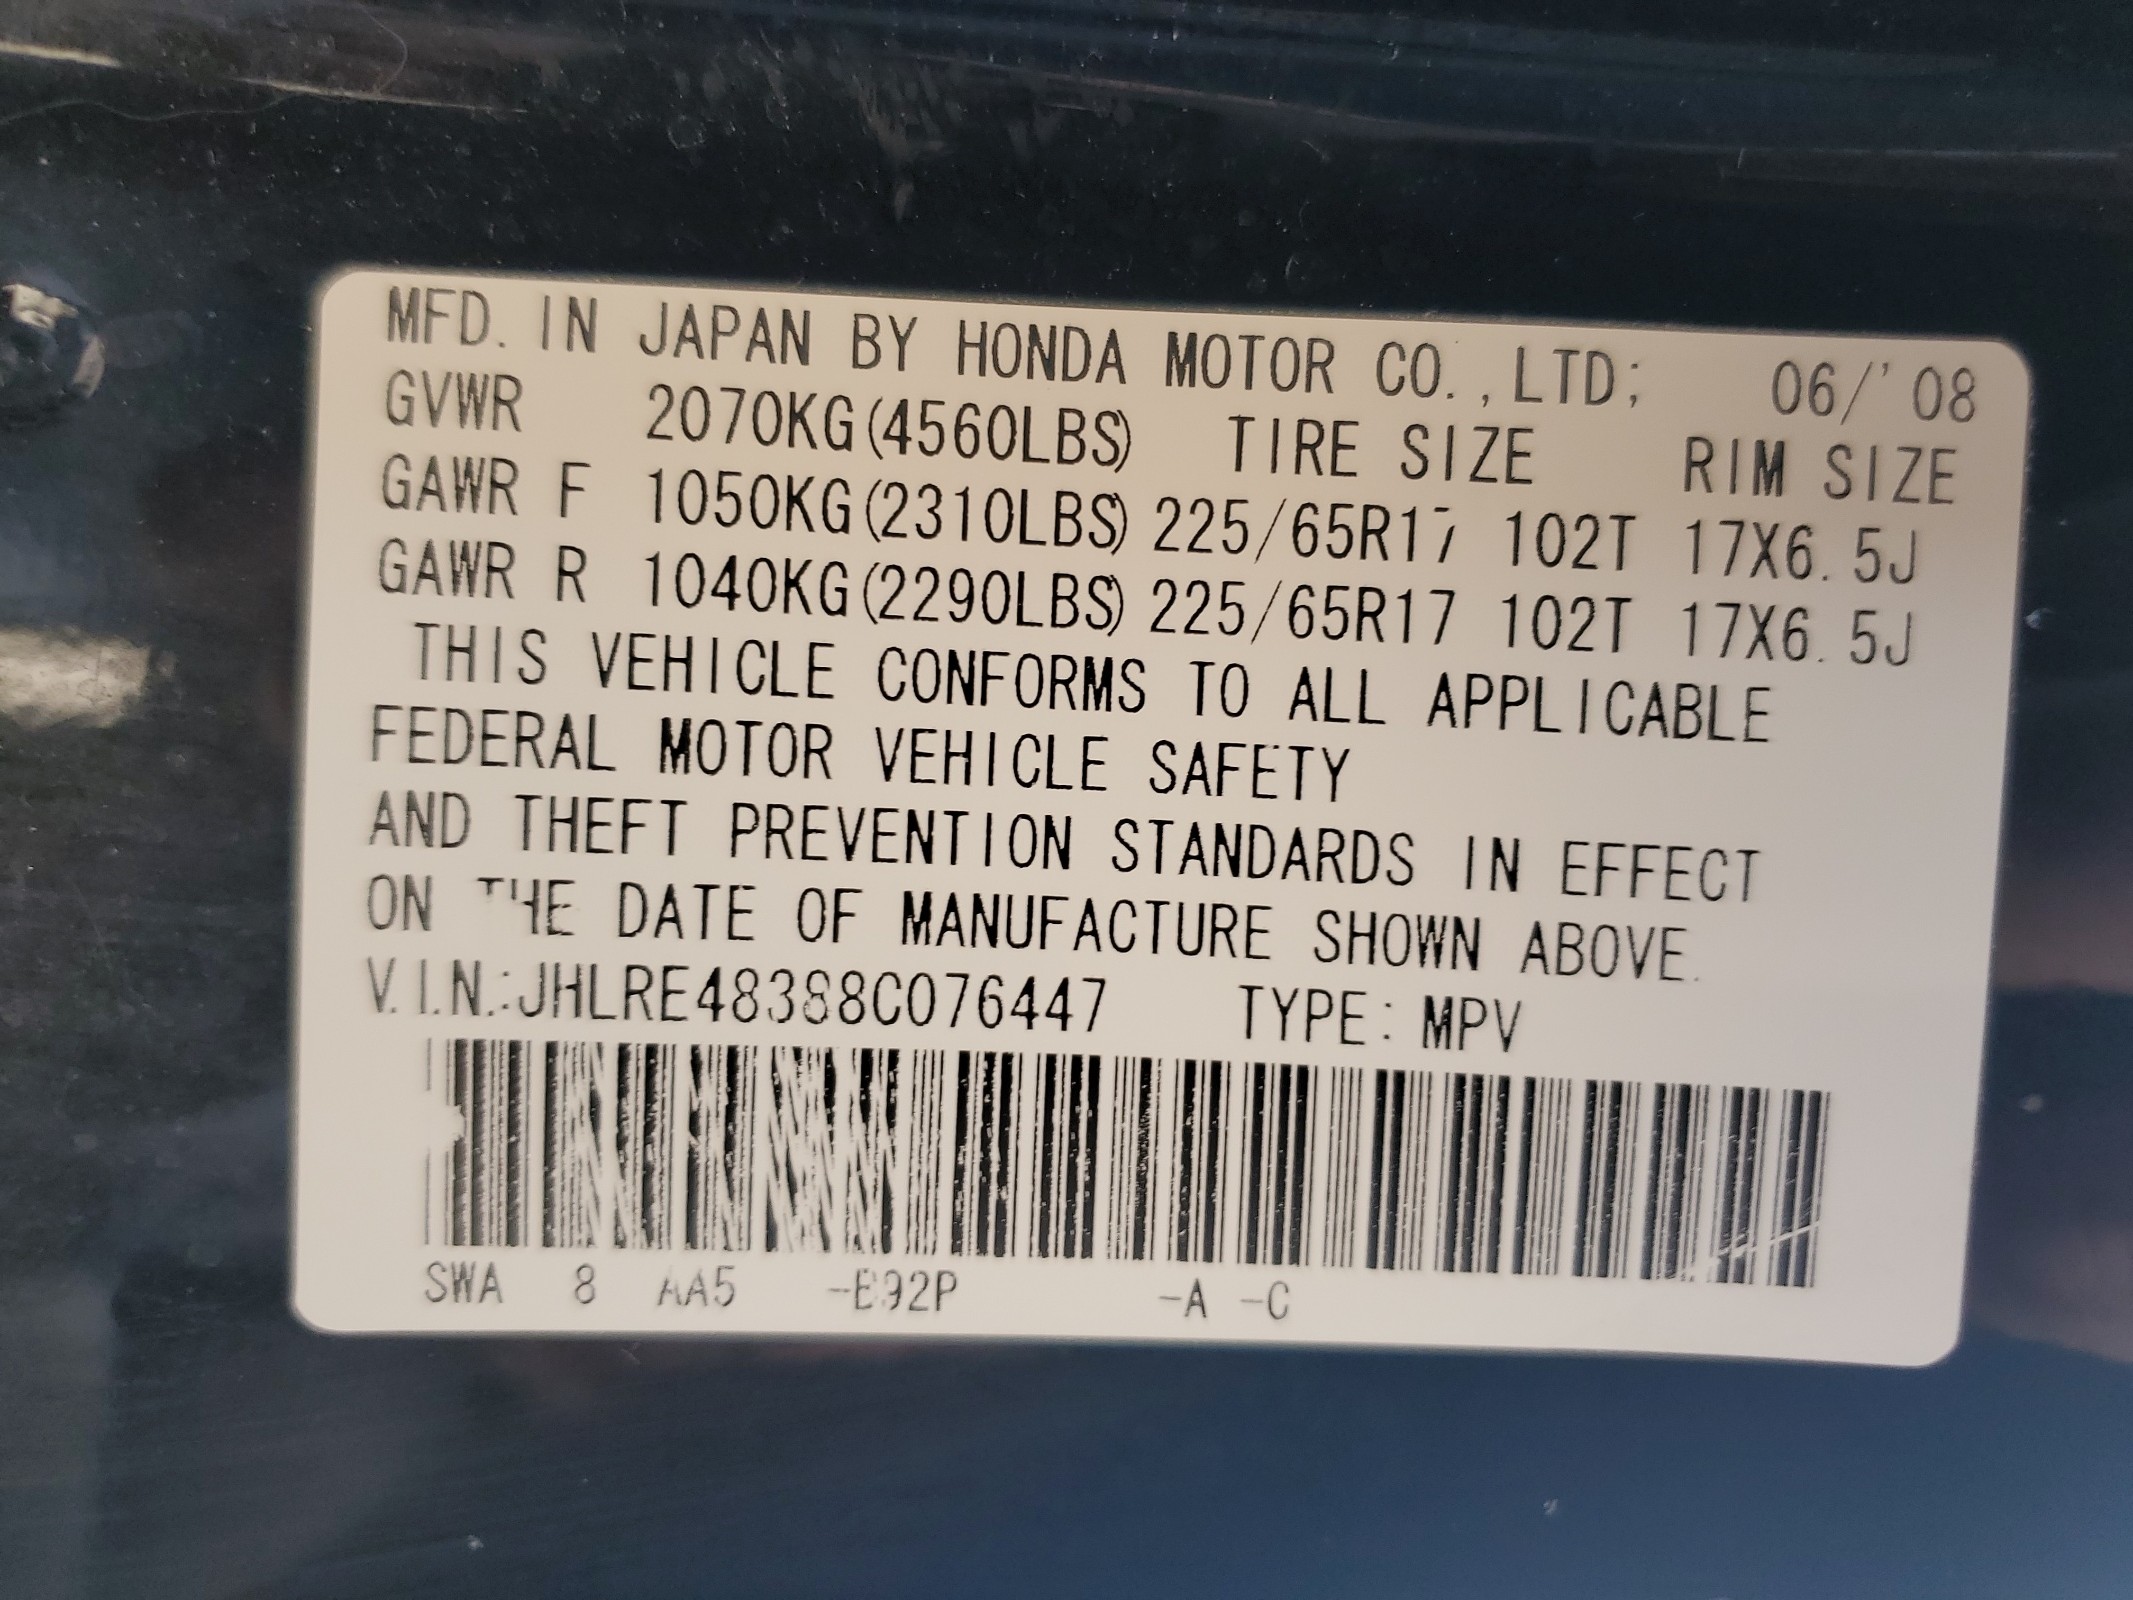 MFD. IN JAPAN BY HONDA MOTOR CO.,LTD; 06/'08
GVWR 2070KG(4560LBS) TIRE SIZE RIM SIZE
GAWR F 1050KG(2310LBS) 225/65R17 102T 17X6.5J
GAWR R 1040KG(2290LBS) 225/65R17 102T 17X6.5J
THIS VEHICLE CONFORMS TO ALL APPLICABLE
FEDERAL MOTOR VEHICLE SAFETY
AND THEFT PREVENTION STANDARDS IN EFFECT
ON THE DATE OF MANUFACTURE SHOWN ABOVE.
V.I.N.:JHLRE48388C076447 TYPE: MPV
SWA 8 AA5 -B92P -A -C